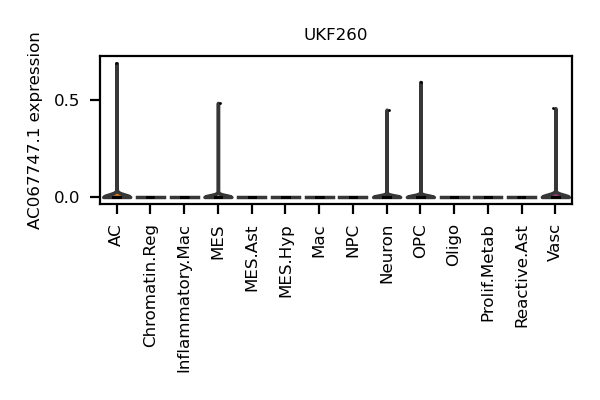 UKF260
AC067747.1 expression
0.5
0.0
AC
Chromatin.Reg
Inflammatory.Mac
MES
MES.Ast
MES.Hyp
Mac
NPC
Neuron
OPC
Oligo
Prolif.Metab
Reactive.Ast
Vasc